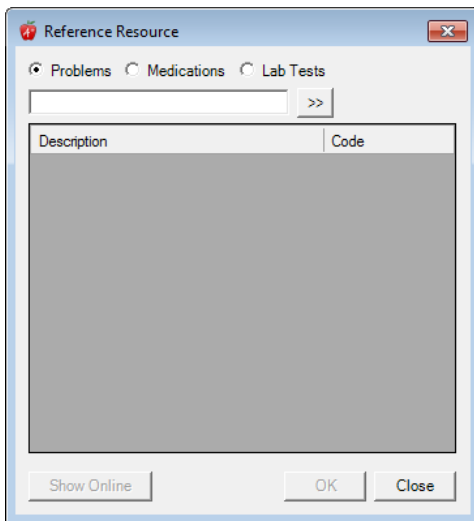 Reference Resource
Problems Medications Lab Tests
>>
Description Code
Show Online OK Close